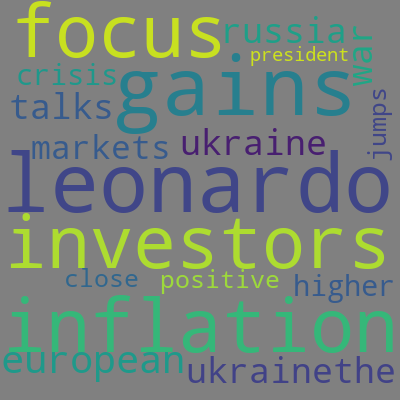 focus
russia
president
war
crisis
gains
talks
jumps
markets
ukraine
leonardo
investors
close
positive
higher
inflation
european
ukrainethe